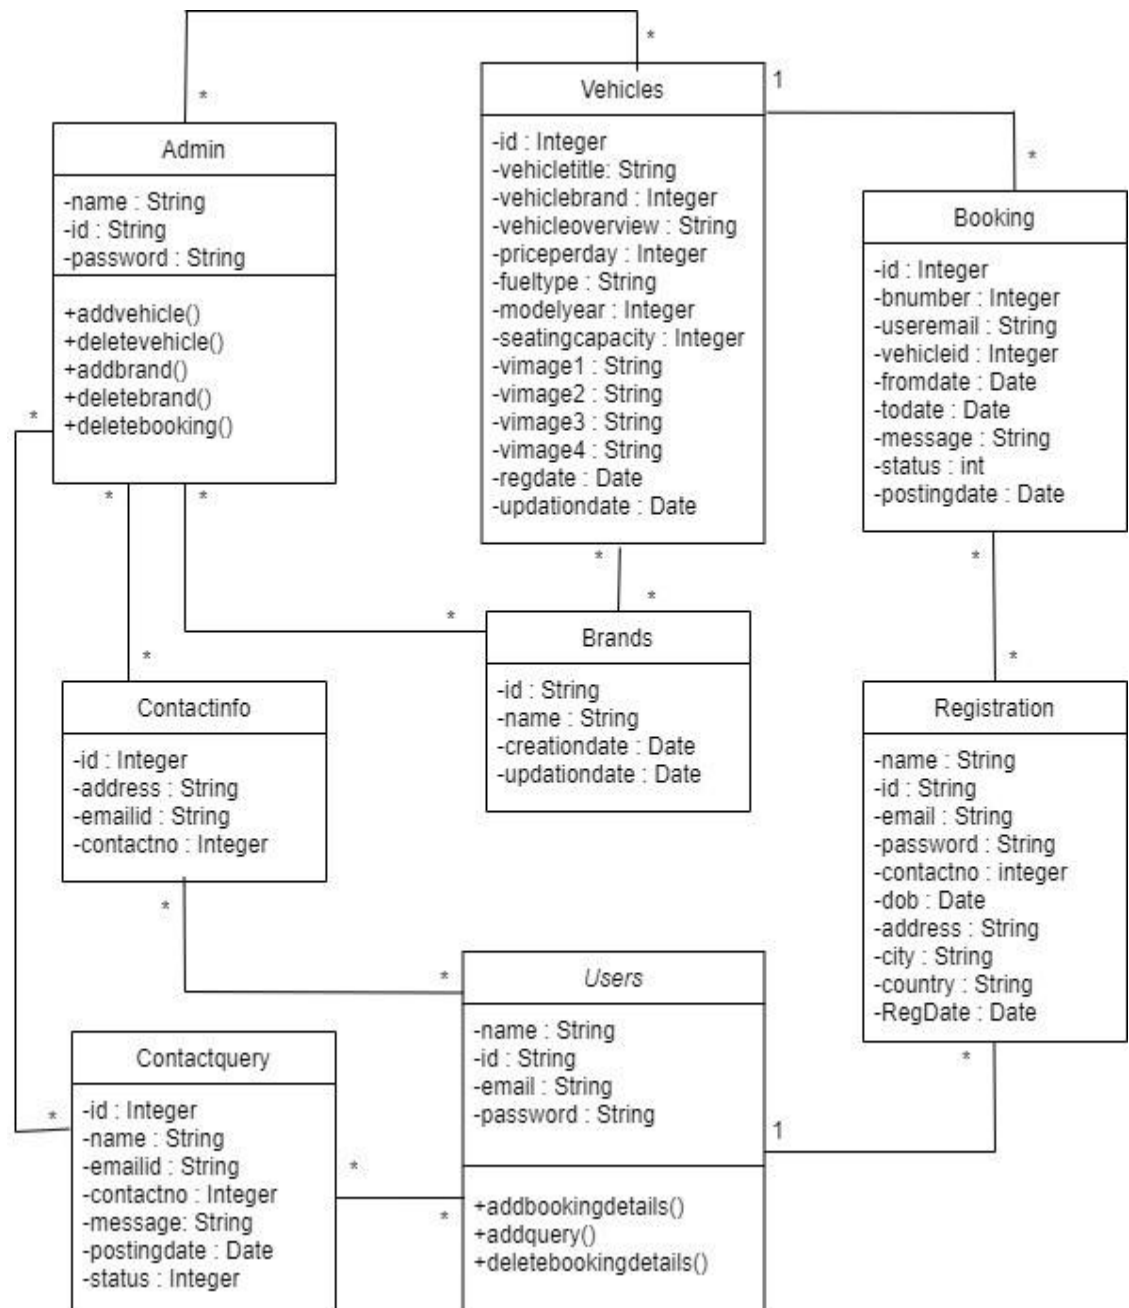 *
*
Admin
-name : String
-id : String
-password : String
+addvehicle()
+deletevehicle()
+addbrand()
+deletebrand()
+deletebooking()
*
*
*
Vehicles
-id : Integer
-vehicletitle: String
-vehiclebrand : Integer
-vehicleoverview : String
-priceperday : Integer
-fueltype : String
-modelyear : Integer
-seatingcapacity : Integer
-vimage1 : String
-vimage2 : String
-vimage3 : String
-vimage4 : String
-regdate : Date
-updationdate : Date
1
*
Booking
-id : Integer
-bnumber : Integer
-useremail : String
-vehicleid : Integer
-fromdate : Date
-todate : Date
-message : String
-status : int
-postingdate : Date
*
*
*
*
*
Brands
-id : String
-name : String
-creationdate : Date
-updationdate : Date
*
Contactinfo
-id : Integer
-address : String
-emailid : String
-contactno : Integer
*
*
Registration
-name : String
-id : String
-email : String
-password : String
-contactno : integer
-dob : Date
-address : String
-city : String
-country : String
-RegDate : Date
*
1
Users
-name : String
-id : String
-email : String
-password : String
+addbookingdetails()
+addquery()
+deletebookingdetails()
*
Contactquery
-id : Integer
-name : String
-emailid : String
-contactno : Integer
-message: String
-postingdate : Date
-status : Integer
*
*
*